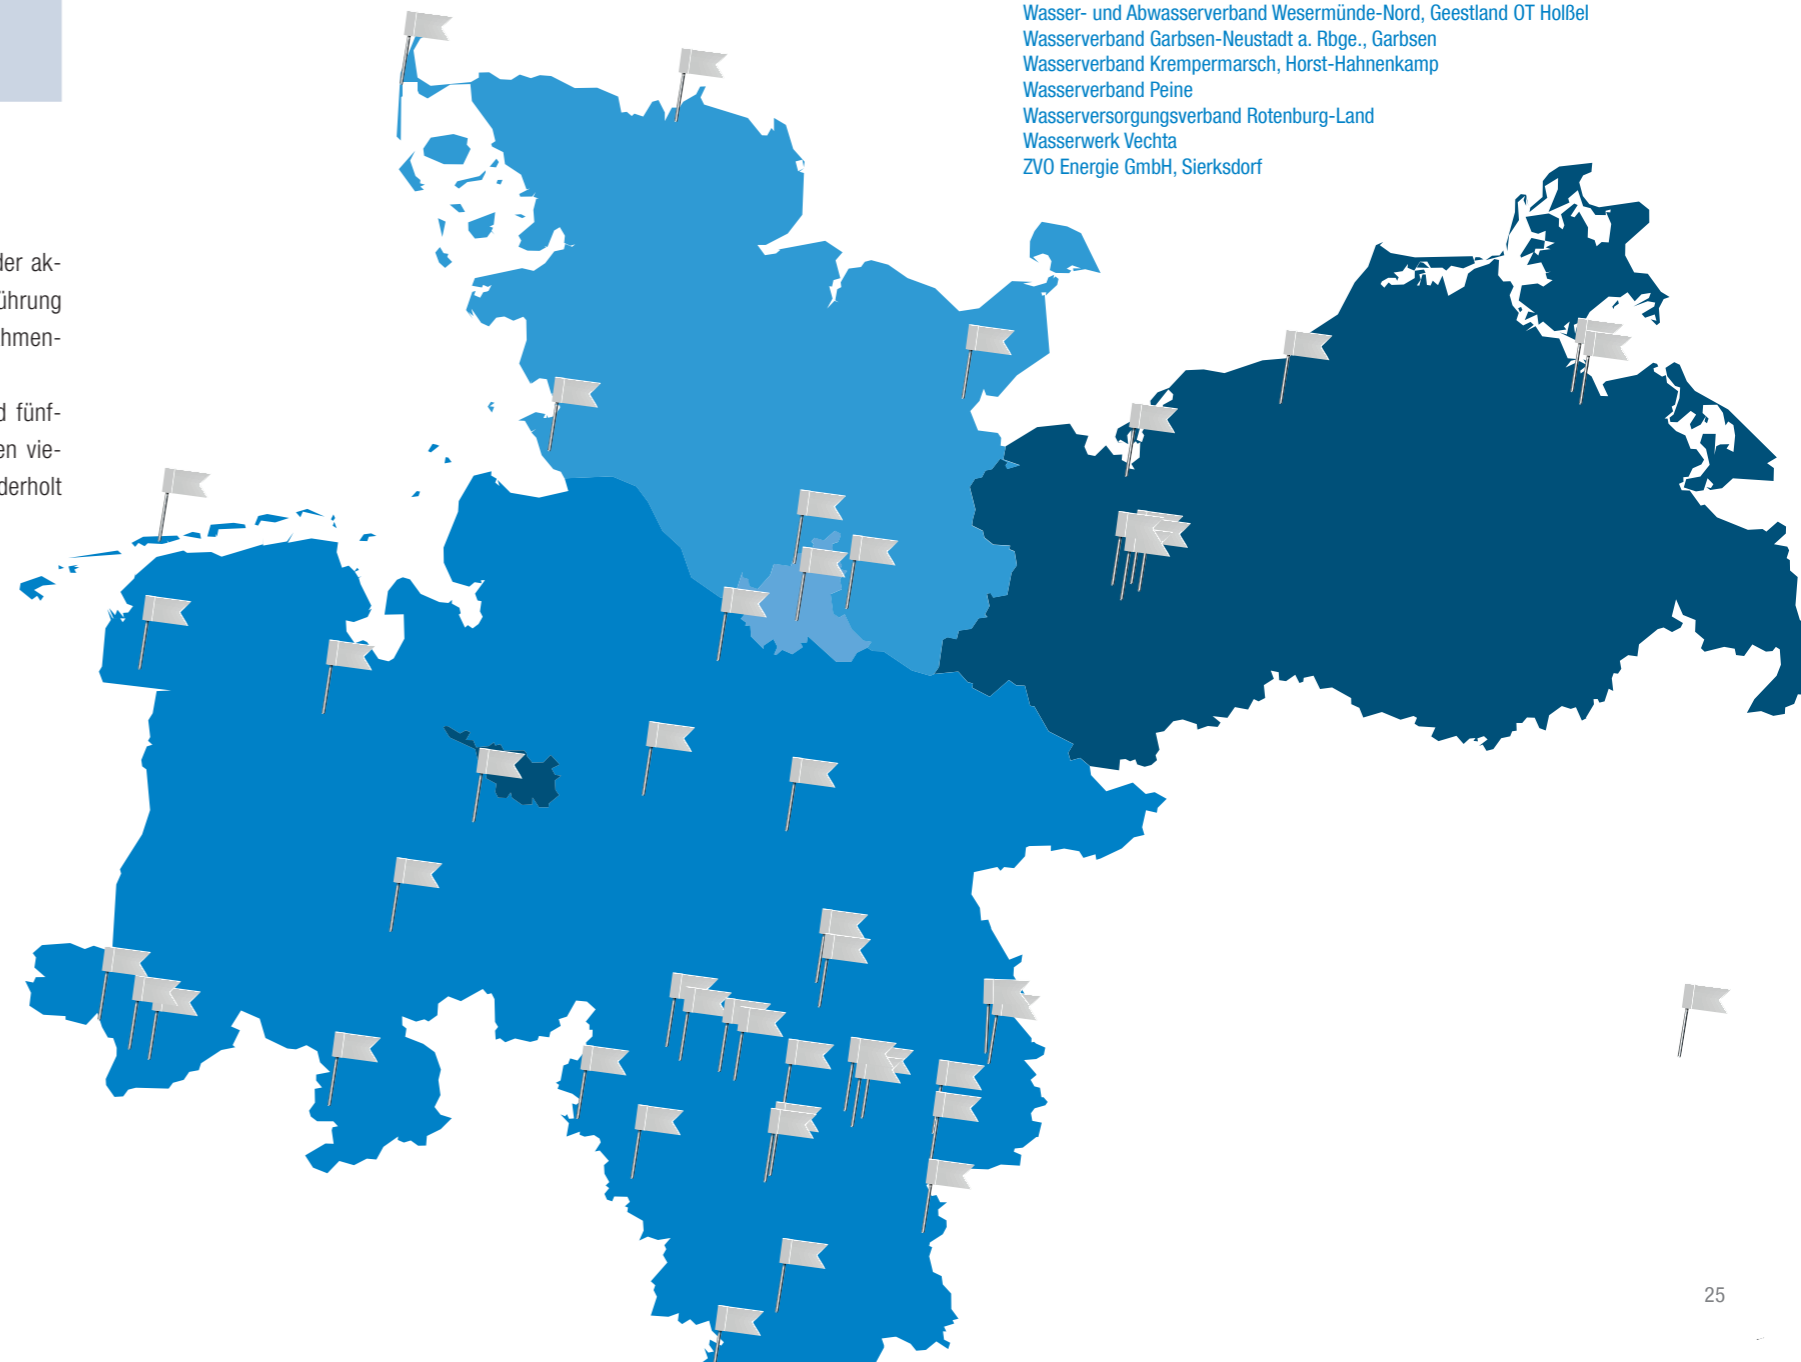 Wasser- und Abwasserverband Wesermünde-Nord, Geestland OT Holßel
Wasserverband Garbsen-Neustadt a. Rbge., Garbsen
Wasserverband Krempermarsch, Horst-Hahnenkamp
Wasserverband Peine
Wasserversorgungsverband Rotenburg-Land
Wasserwerk Vechta
ZVO Energie GmbH, Sierksdorf
der ak-
ührung
hmen-
d fünf-
en vie-
derholt
25